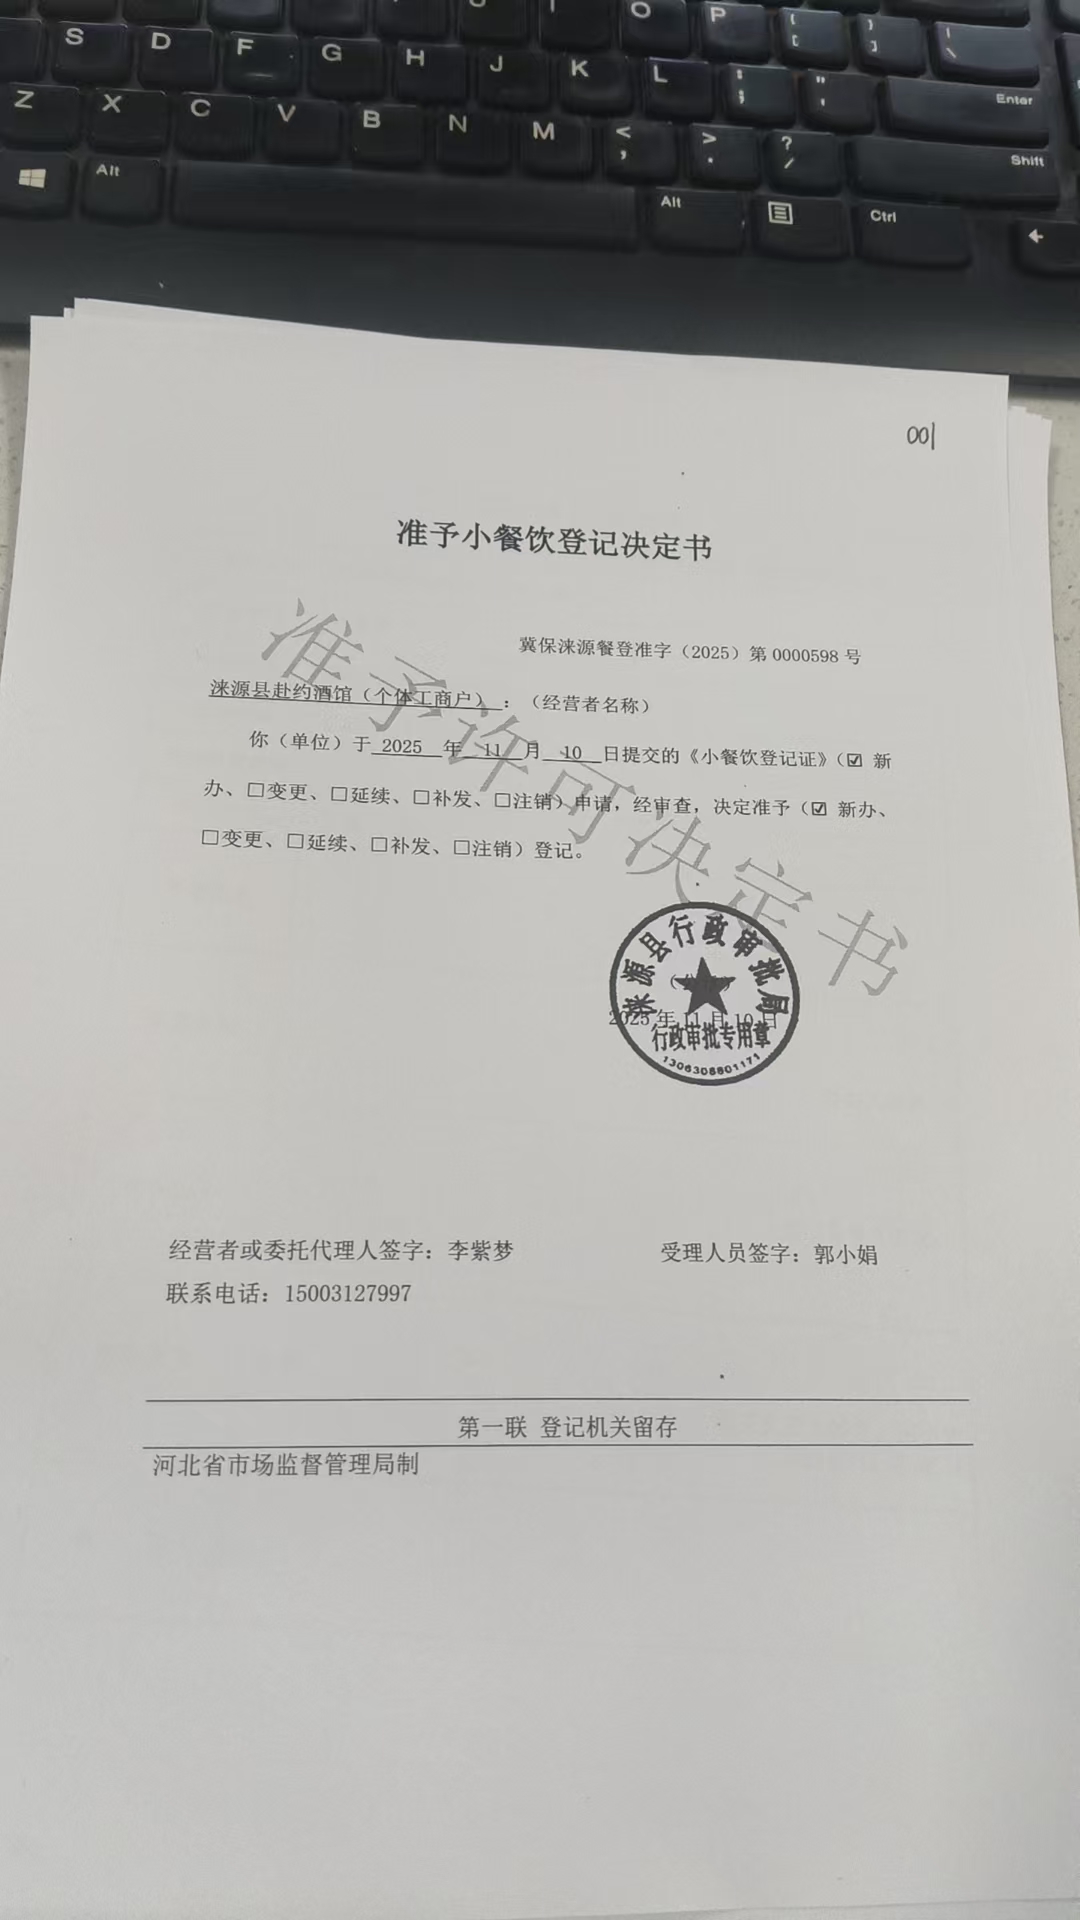 O P { [ } ] | \
S D F G H J K L : ; " ' Enter
Z X C V B N M < , > . ? / Shift
Alt Alt Ctrl
001
准予小餐饮登记决定书
冀保涞源餐登准字（2025）第 0000598 号
涞源县赴约酒馆（个体工商户）：（经营者名称）
你（单位）于 2025 年 11 月 10 日提交的《小餐饮登记证》（☑ 新
办、□变更、□延续、□补发、□注销）申请，经审查，决定准予（☑ 新办、
□变更、□延续、□补发、□注销）登记。
准予许可决定书
涞源县行政审批局
2025 年 11 月 10 日
行政审批专用章
1306308801171
经营者或委托代理人签字：李紫梦 受理人员签字：郭小娟
联系电话：15003127997
第一联 登记机关留存
河北省市场监督管理局制